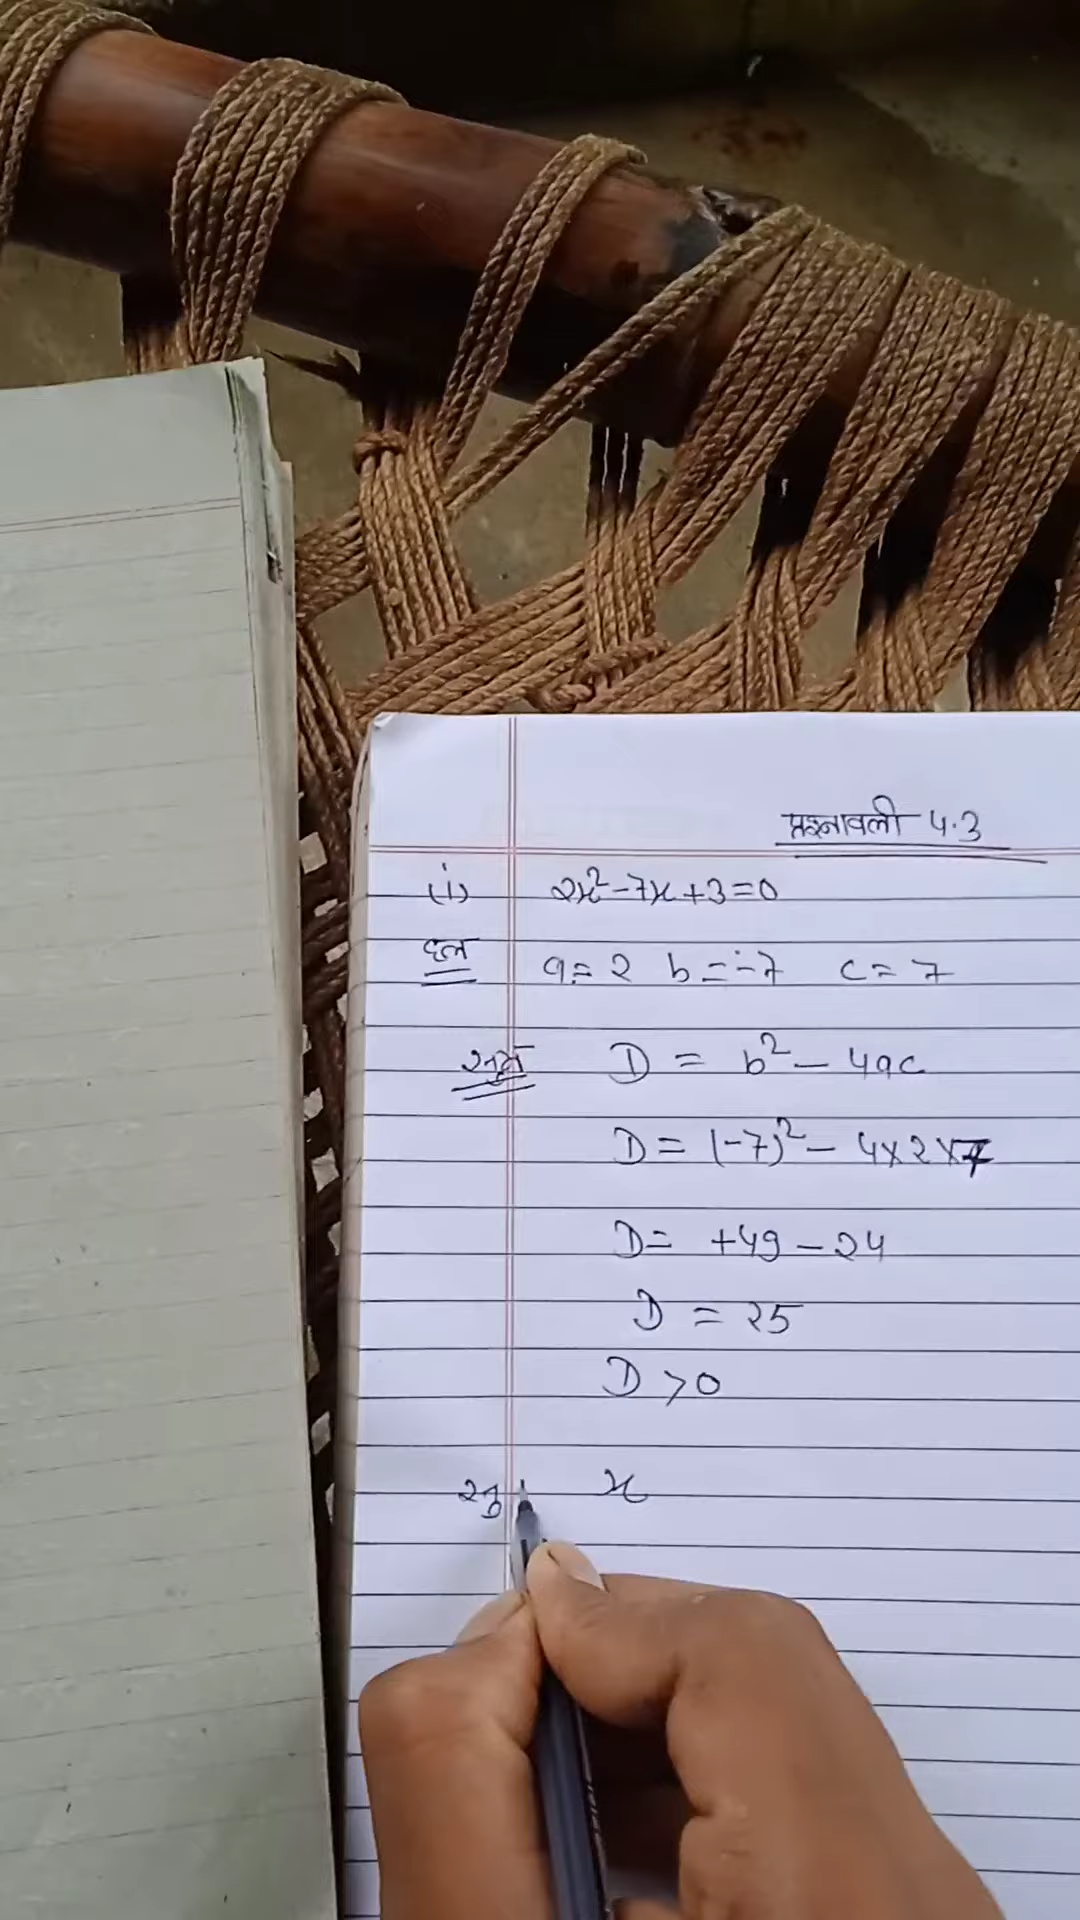 प्रश्नावली 4.3
(i) 2x²-7x+3=0
हल a=2 b=-7 c=7
सूत्र D = b²-4ac
D = (-7)²-4×2×7
D= +49-24
D = 25
D >0
सु x